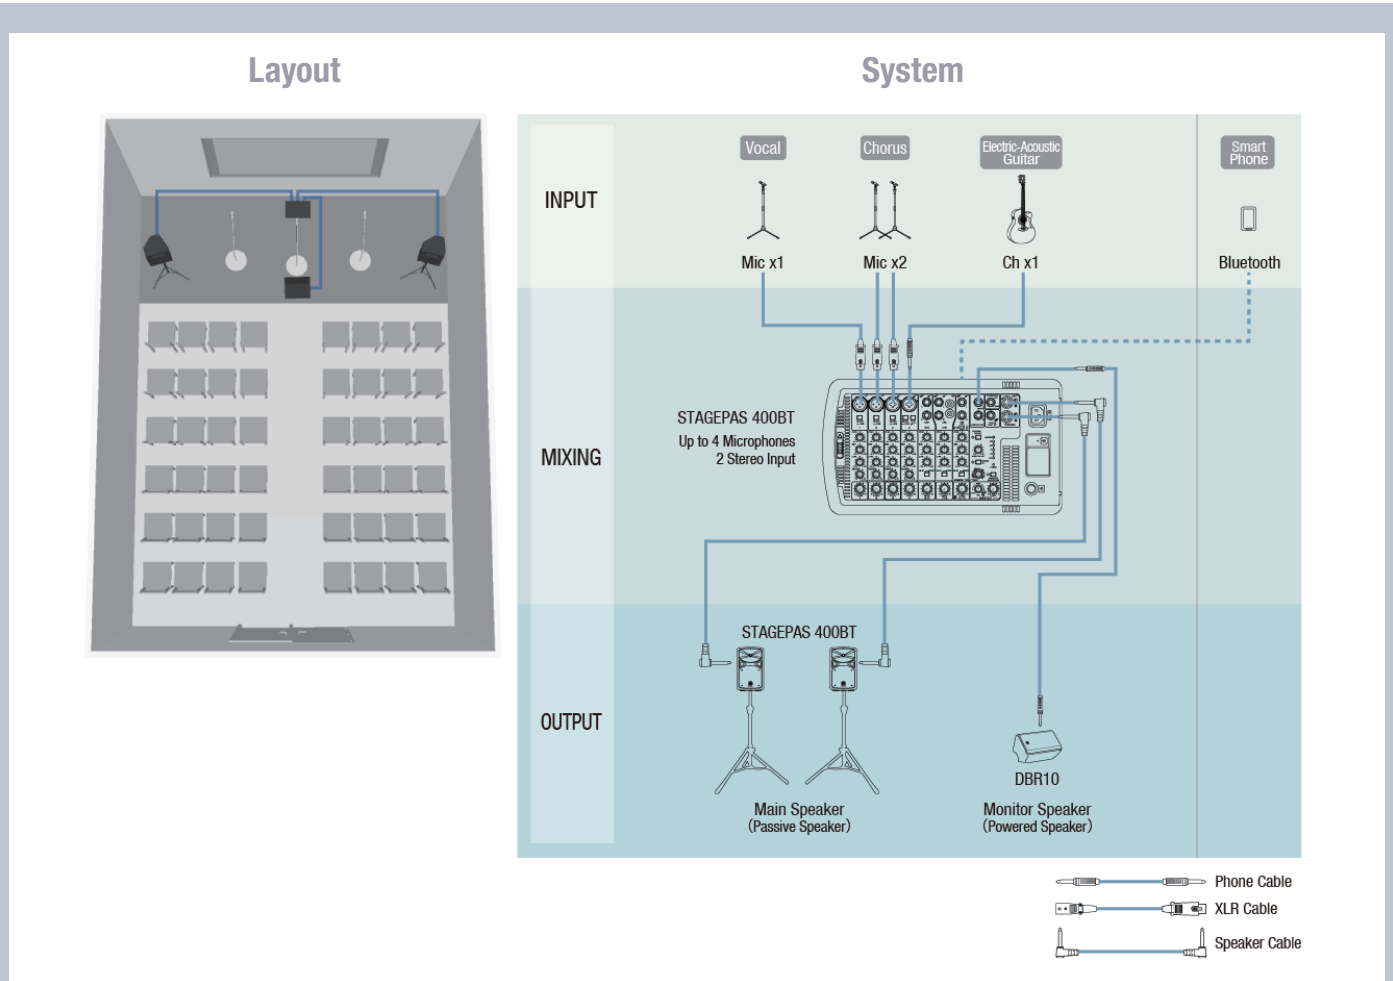 Layout
System
INPUT
Vocal
Chorus
Electric-Acoustic
Guitar
Smart
Phone
Mic x1
Mic x2
Ch x1
Bluetooth
MIXING
STAGEPAS 400BT
Up to 4 Microphones
2 Stereo Input
OUTPUT
STAGEPAS 400BT
DBR10
Main Speaker
(Passive Speaker)
Monitor Speaker
(Powered Speaker)
Phone Cable
XLR Cable
Speaker Cable